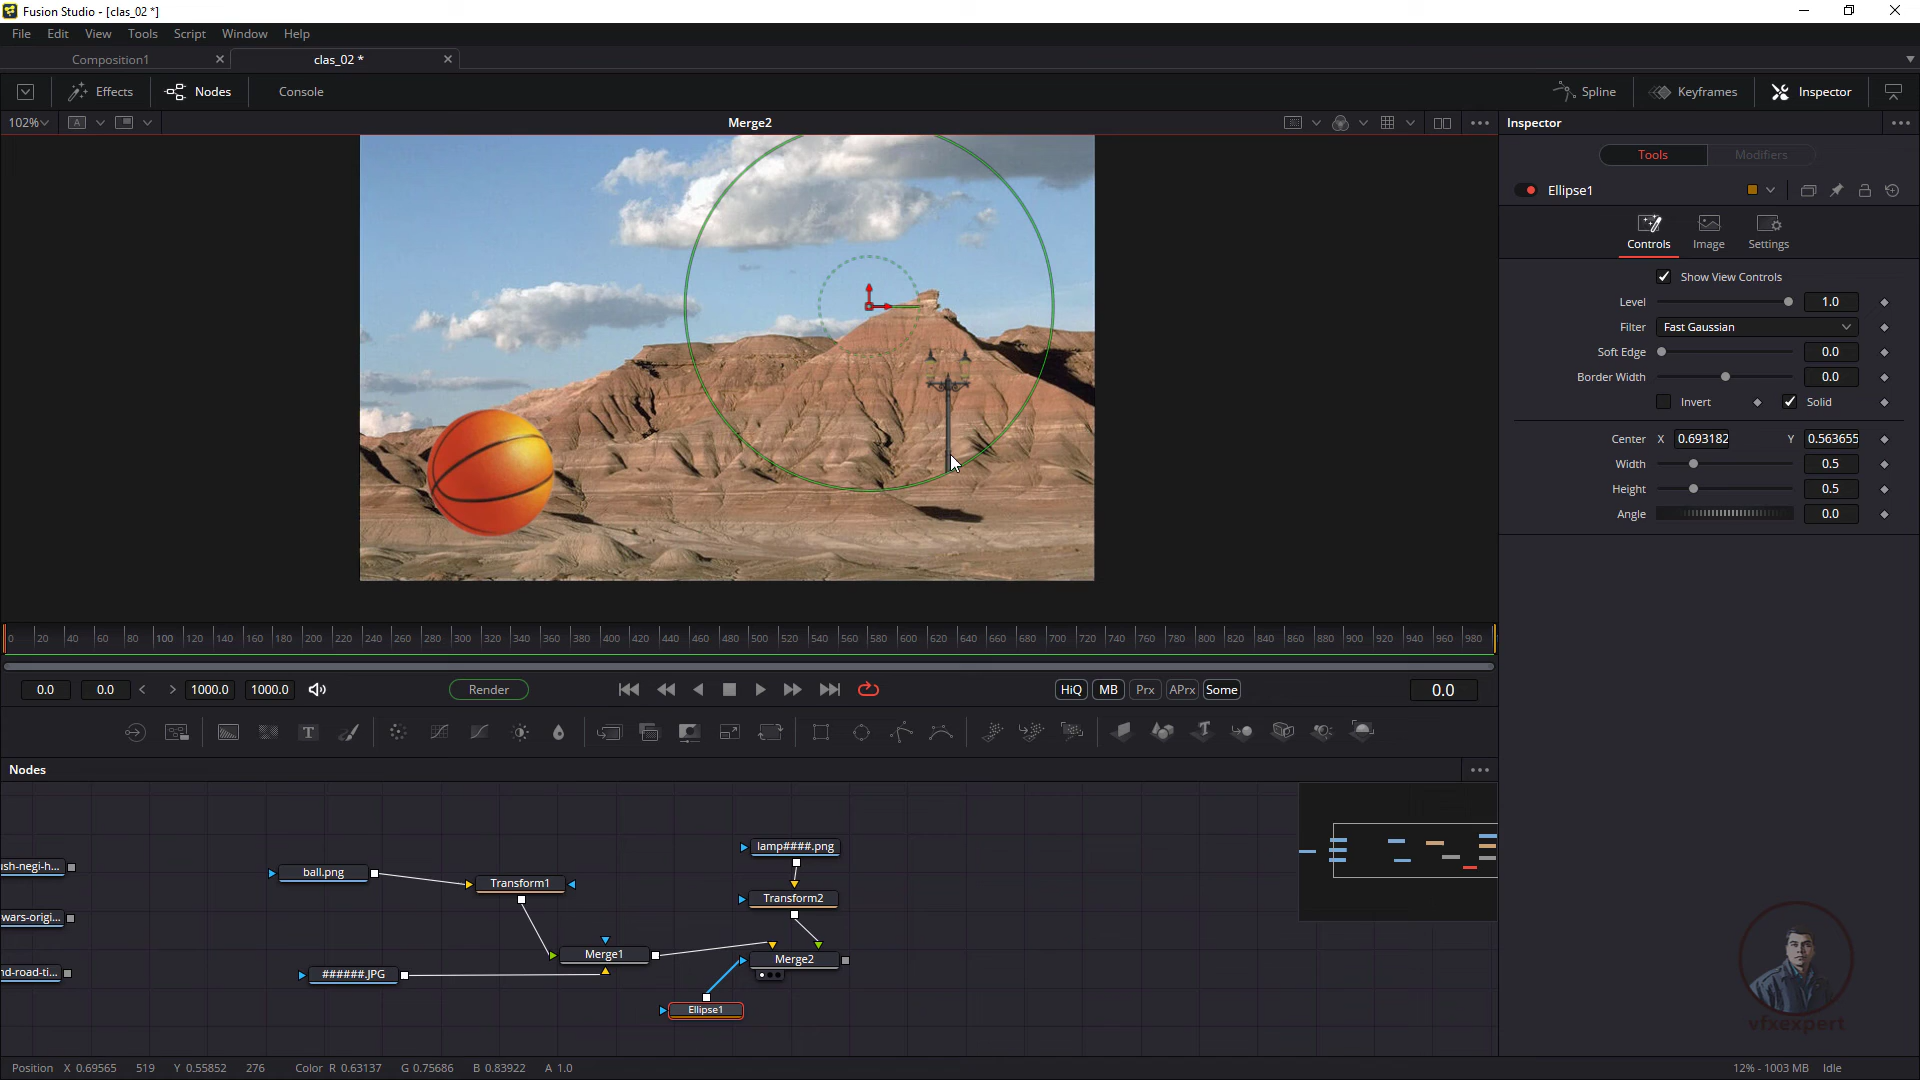 Fusion Studio - [clas_02 *]
File Edit View Tools Script Window Help
Composition1 clas_02 *
Effects Nodes Console Spline Keyframes Inspector
102% A Merge2 Inspector
Tools Modifiers
Ellipse1
Controls Image Settings
Show View Controls
Level 1.0
Filter Fast Gaussian
Soft Edge 0.0
Border Width 0.0
Invert Solid
Center X 0.693182 Y 0.563655
Width 0.5
Height 0.5
Angle 0.0
0 20 40 60 80 100 120 140 160 180 200 220 240 260 280 300 320 340 360 380 400 420 440 460 480 500 520 540 560 580 600 620 640 660 680 700 720 740 760 780 800 820 840 860 880 900 920 940 960 980
0.0 0.0 1000.0 1000.0 Render HiQ MB Prx APrx Some 0.0
T T
Nodes
lamp####.png
ush-negi-h...
ball.png
Transform1
Transform2
wars-origi...
Merge1
Merge2
nd-road-ti...
######.JPG
Ellipse1
vfxexpert
Position X 0.69565 519 Y 0.55852 276 Color R 0.63137 G 0.75686 B 0.83922 A 1.0 12% - 1003 MB Idle